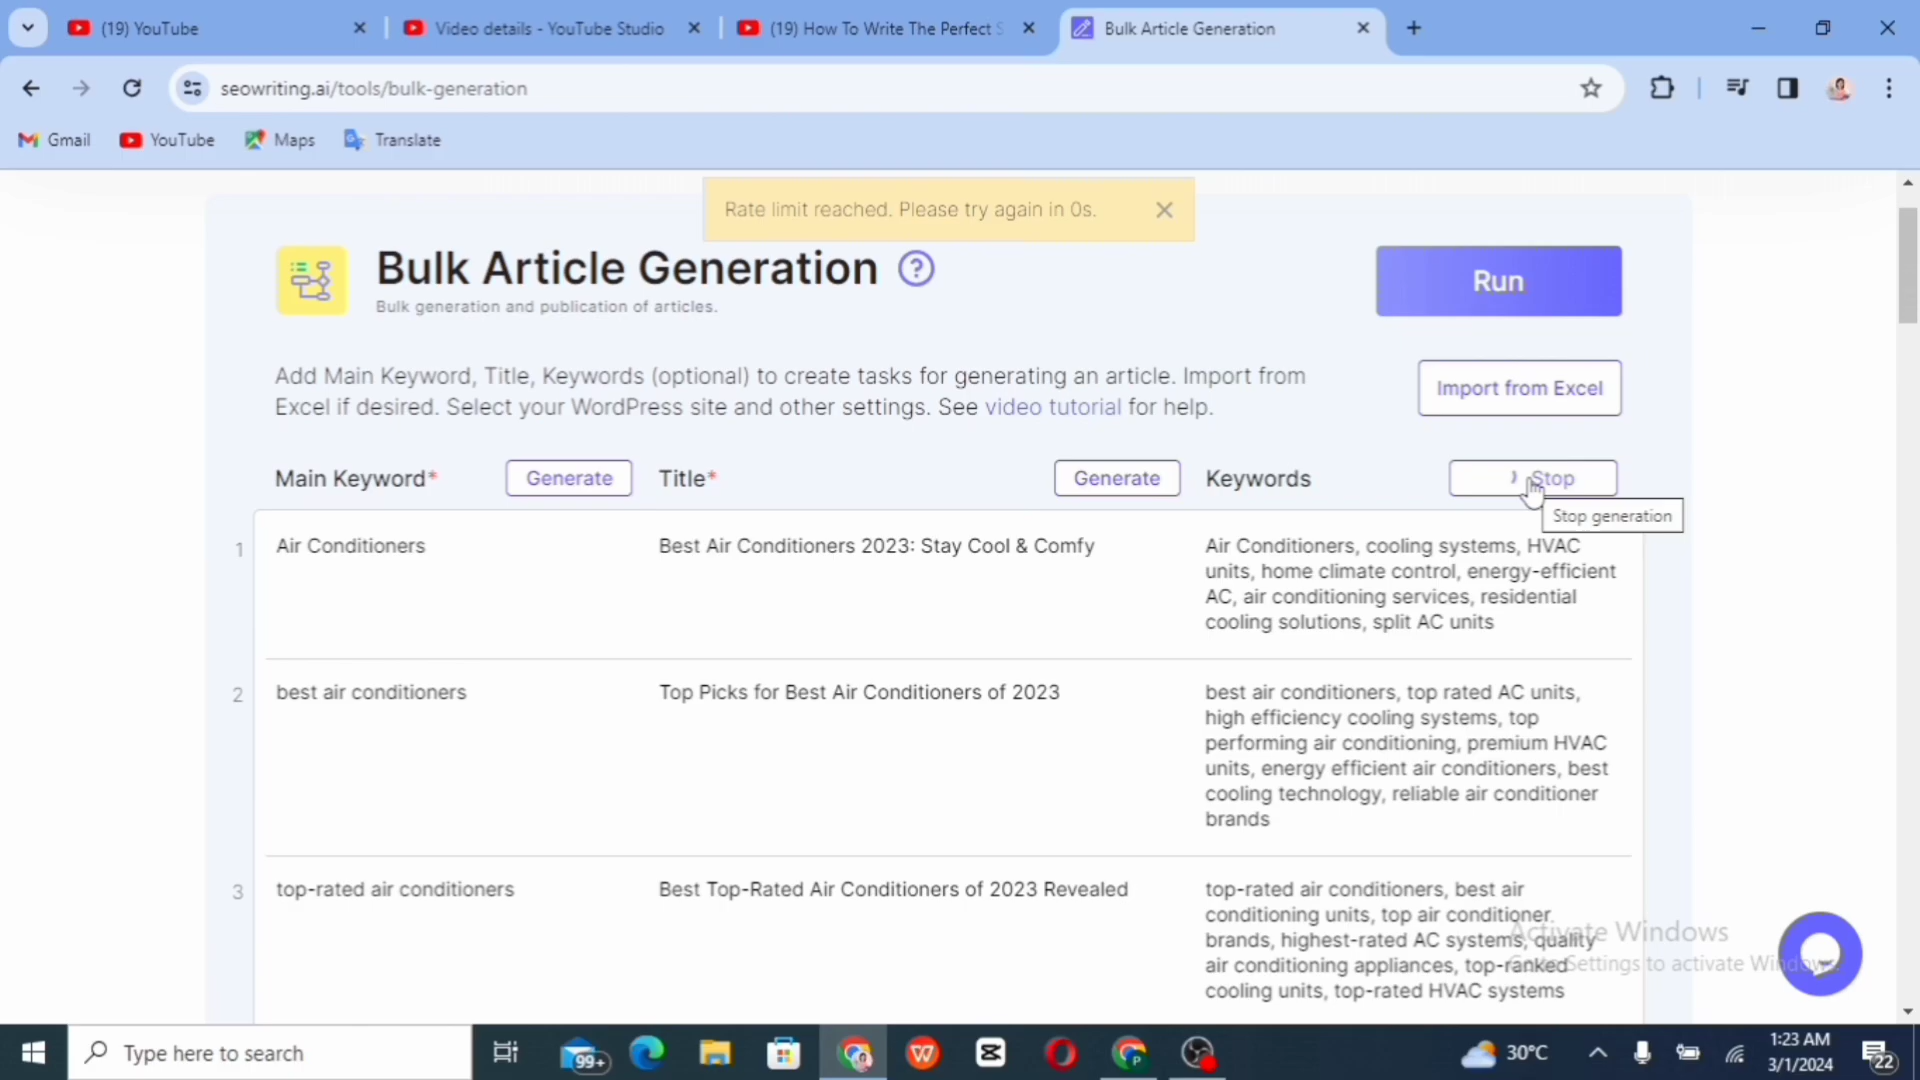 (19) YouTube
Video details - YouTube Studio
(19) How To Write The Perfect S
Bulk Article Generation
seowriting.ai/tools/bulk-generation
Gmail
YouTube
Maps
Translate
Rate limit reached. Please try again in 0s.
Bulk Article Generation
?
Bulk generation and publication of articles.
Run
Add Main Keyword, Title, Keywords (optional) to create tasks for generating an article. Import from
Excel if desired. Select your WordPress site and other settings. See video tutorial for help.
Import from Excel
Main Keyword*
Generate
Title*
Generate
Keywords
Stop
Stop generation
1
Air Conditioners
Best Air Conditioners 2023: Stay Cool & Comfy
Air Conditioners, cooling systems, HVAC
units, home climate control, energy-efficient
AC, air conditioning services, residential
cooling solutions, split AC units
2
best air conditioners
Top Picks for Best Air Conditioners of 2023
best air conditioners, top rated AC units,
high efficiency cooling systems, top
performing air conditioning, premium HVAC
units, energy efficient air conditioners, best
cooling technology, reliable air conditioner
brands
3
top-rated air conditioners
Best Top-Rated Air Conditioners of 2023 Revealed
top-rated air conditioners, best air
conditioning units, top air conditioner
brands, highest-rated AC systems, quality
air conditioning appliances, top-ranked
cooling units, top-rated HVAC systems
Activate Windows
Go to Settings to activate Windows.
Type here to search
99+
30°C
1:23 AM
3/1/2024
22